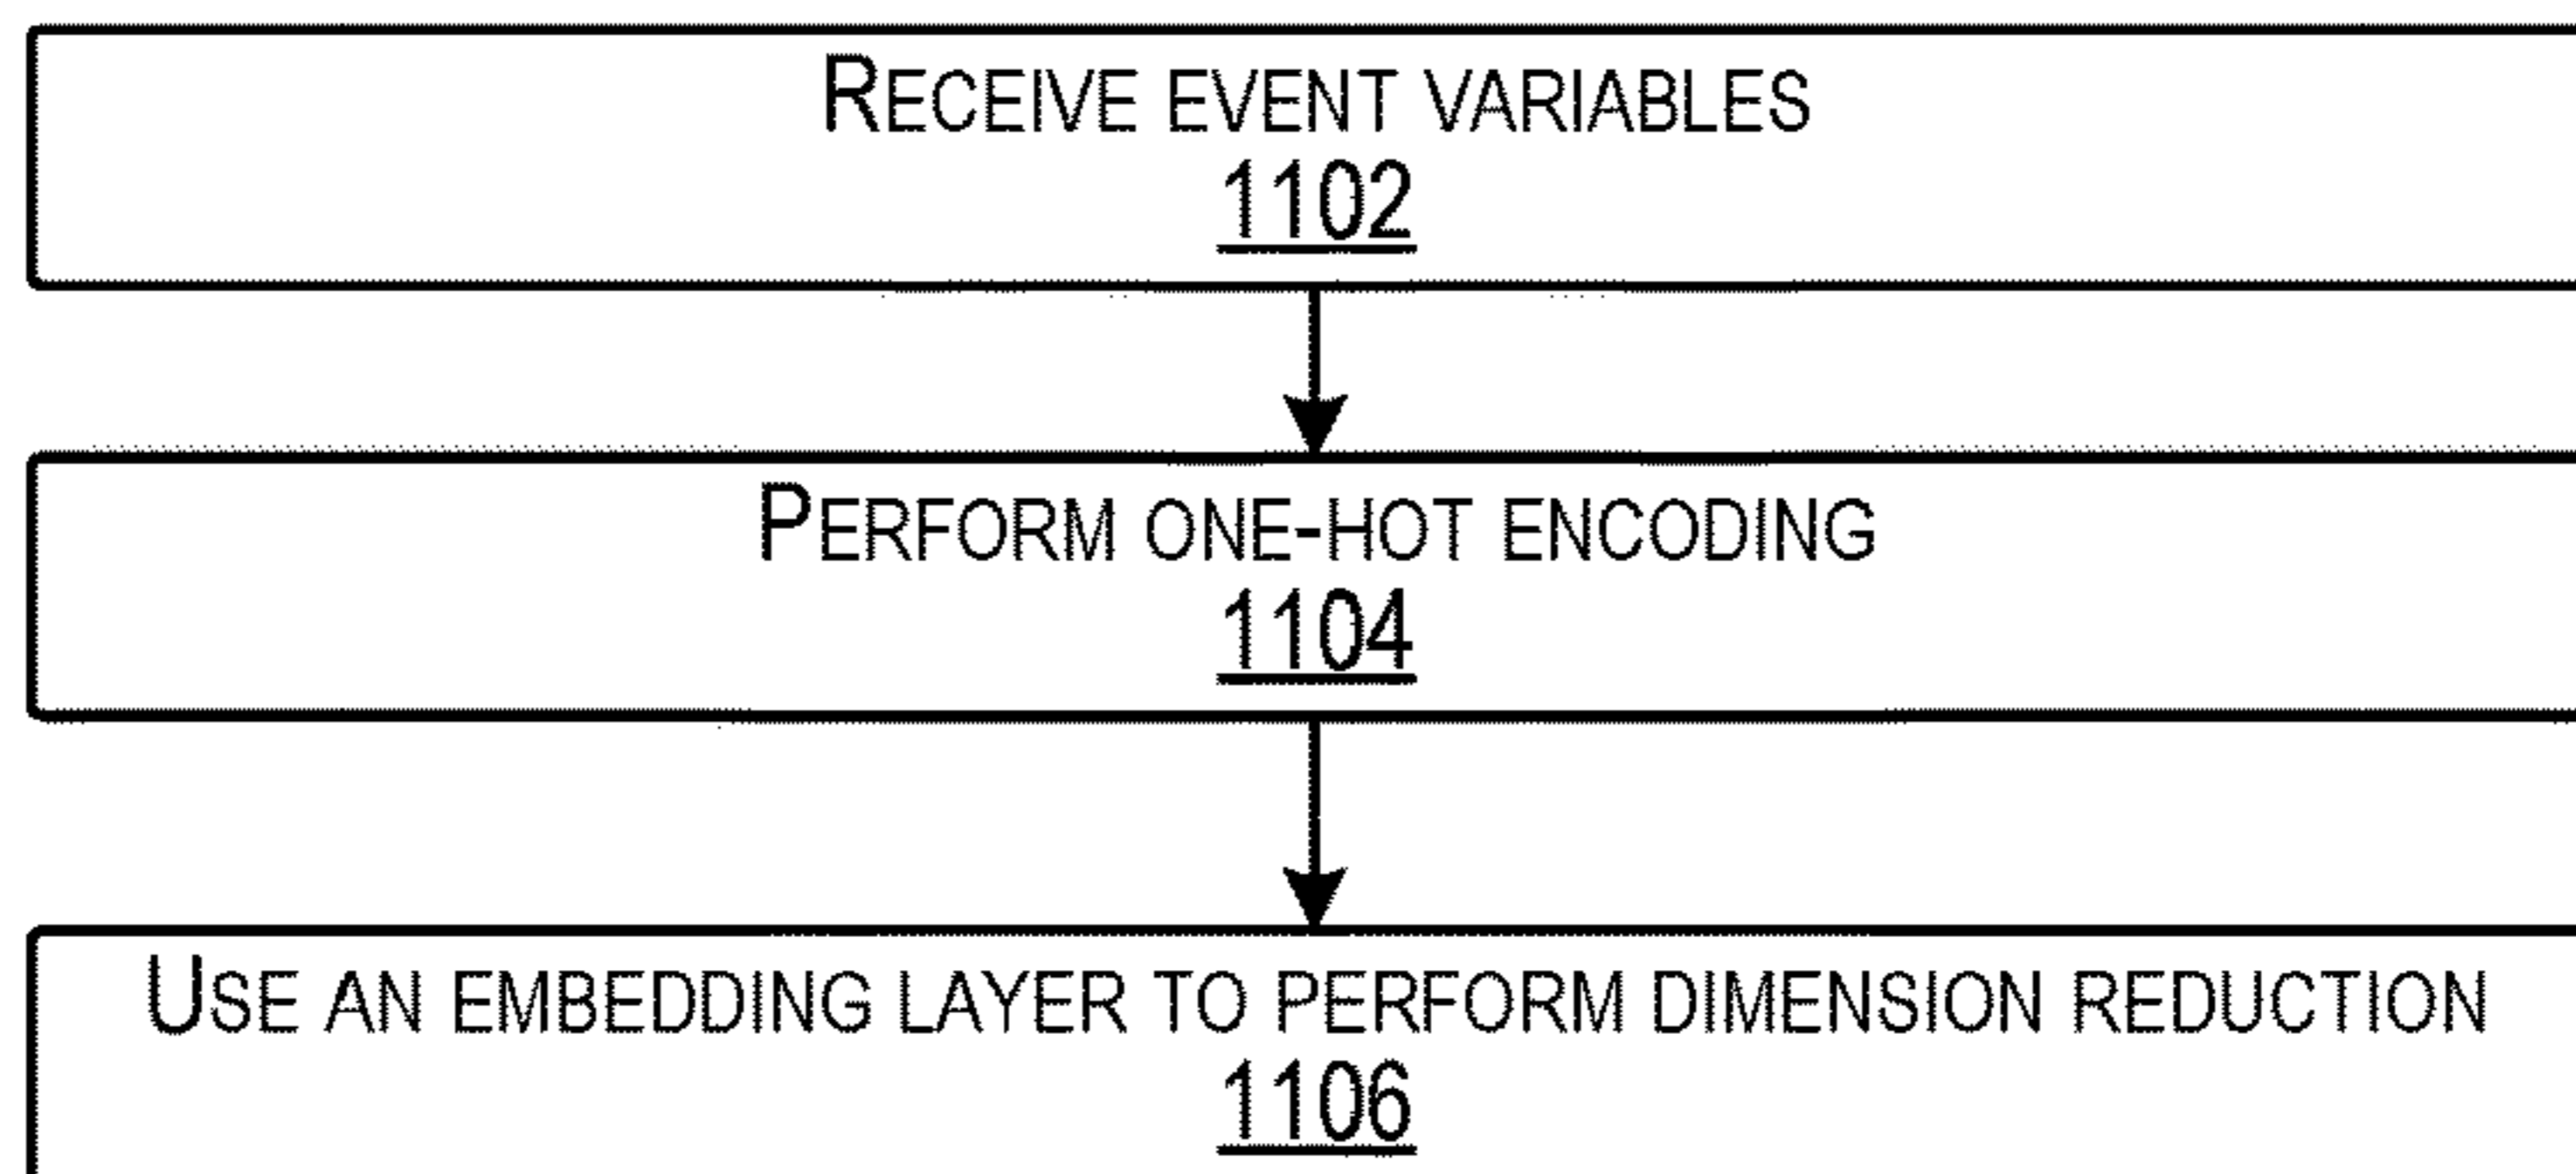 Receive event variables
1102
Perform one-hot encoding
1104
Use an embedding layer to perform dimension reduction
1106